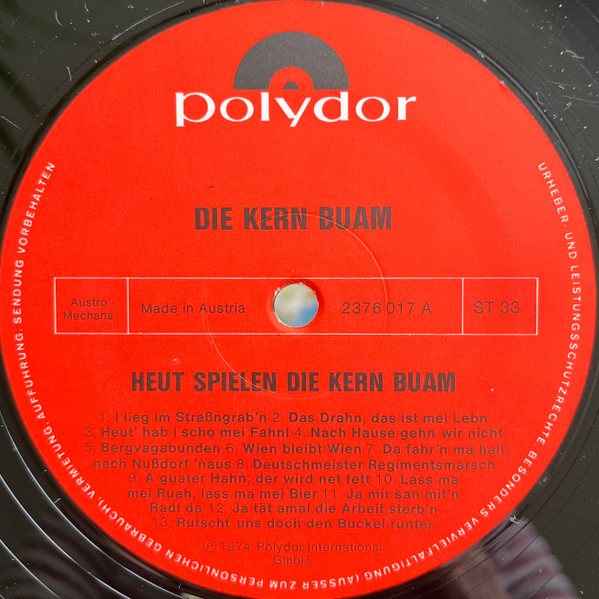 polydor
DIE KERN BUAM
URHEBER- UND LEISTUNGSSCHUTZRECHTE, BESONDERS VERVIELFÄLTIGUNG (AUSSER ZUM PERSÖNLICHEN GEBRAUCH), VERMIETUNG, AUFFÜHRUNG, SENDUNG VORBEHALTEN
Austro
Mechana
Made in Austria
2376 017 A
ST 33
HEUT SPIELEN DIE KERN BUAM
1. I lieg im Straßngrab'n 2. Das Drahn, das ist mei Lebn
3. Heut' hab i scho mei Fahnl 4. Nach Hause gehn wir nicht
5. Bergvagabunden 6. Wien bleibt Wien 7. Da fahr'n ma halt
nach Nußdorf 'naus 8. Deutschmeister Regimentsmarsch
9. A guater Hahn, der wird net fett 10. Lass ma
mei Ruah, lass ma mei Bier 11. Ja mir san mit'n
Radl da 12. Ja tät amal die Arbeit sterb'n
13. Rutscht uns doch den Buckel runter
Ⓟ 1974 Polydor International
GmbH